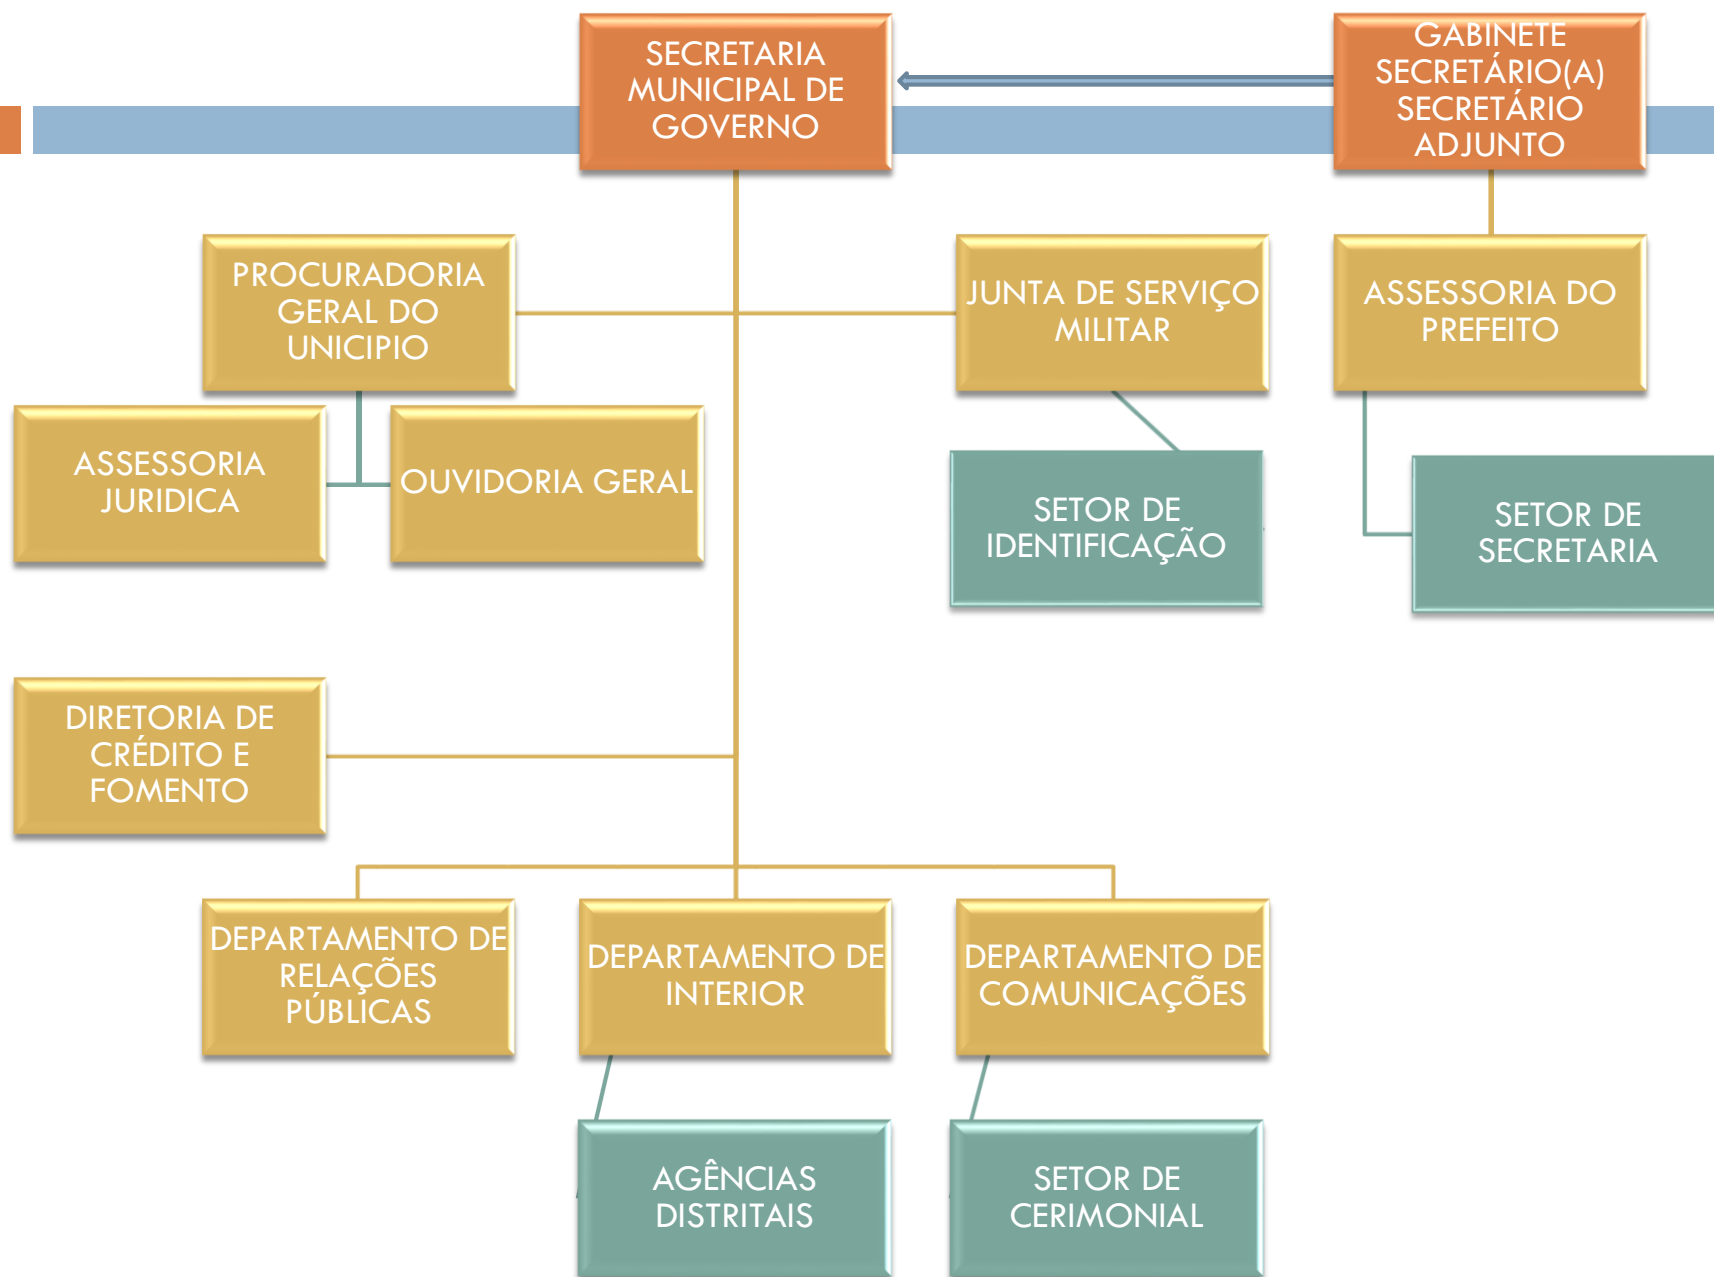 SECRETARIA
MUNICIPAL DE
GOVERNO
GABINETE
SECRETÁRIO(A)
SECRETÁRIO
ADJUNTO
PROCURADORIA
GERAL DO
UNICIPIO
JUNTA DE SERVIÇO
MILITAR
ASSESSORIA DO
PREFEITO
ASSESSORIA
JURIDICA
OUVIDORIA GERAL
SETOR DE
IDENTIFICAÇÃO
SETOR DE
SECRETARIA
DIRETORIA DE
CRÉDITO E
FOMENTO
DEPARTAMENTO DE
RELAÇÕES
PÚBLICAS
DEPARTAMENTO DE
INTERIOR
DEPARTAMENTO DE
COMUNICAÇÕES
AGÊNCIAS
DISTRITAIS
SETOR DE
CERIMONIAL